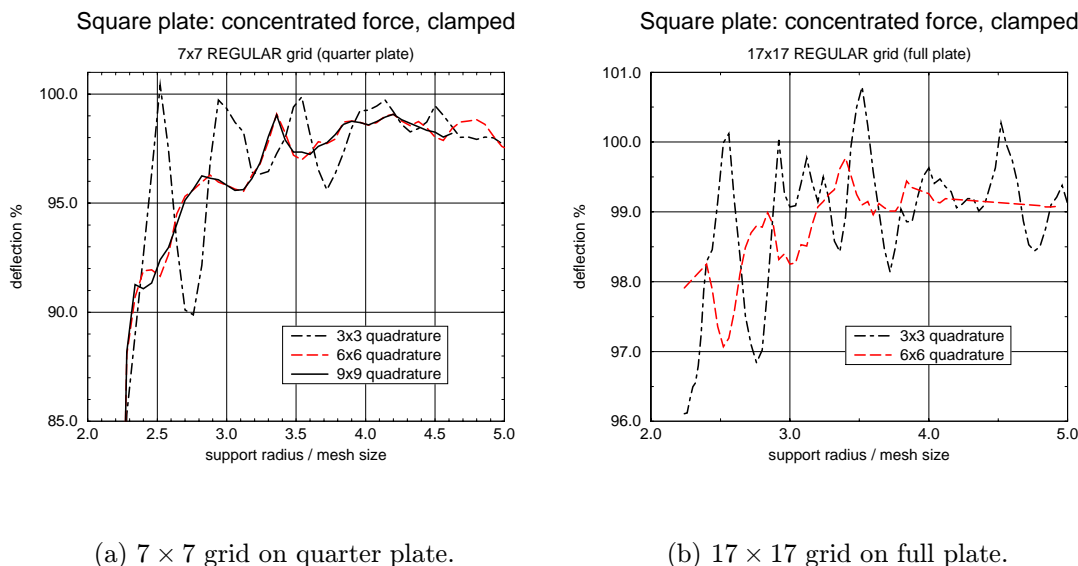 Square plate: concentrated force, clamped
7x7 REGULAR grid (quarter plate)
100.0
95.0
90.0
85.0
deflection %
3x3 quadrature
6x6 quadrature
9x9 quadrature
2.0 2.5 3.0 3.5 4.0 4.5 5.0
support radius / mesh size
(a) 7 × 7 grid on quarter plate.
Square plate: concentrated force, clamped
17x17 REGULAR grid (full plate)
101.0
100.0
99.0
98.0
97.0
96.0
deflection %
3x3 quadrature
6x6 quadrature
2.0 3.0 4.0 5.0
support radius / mesh size
(b) 17 × 17 grid on full plate.